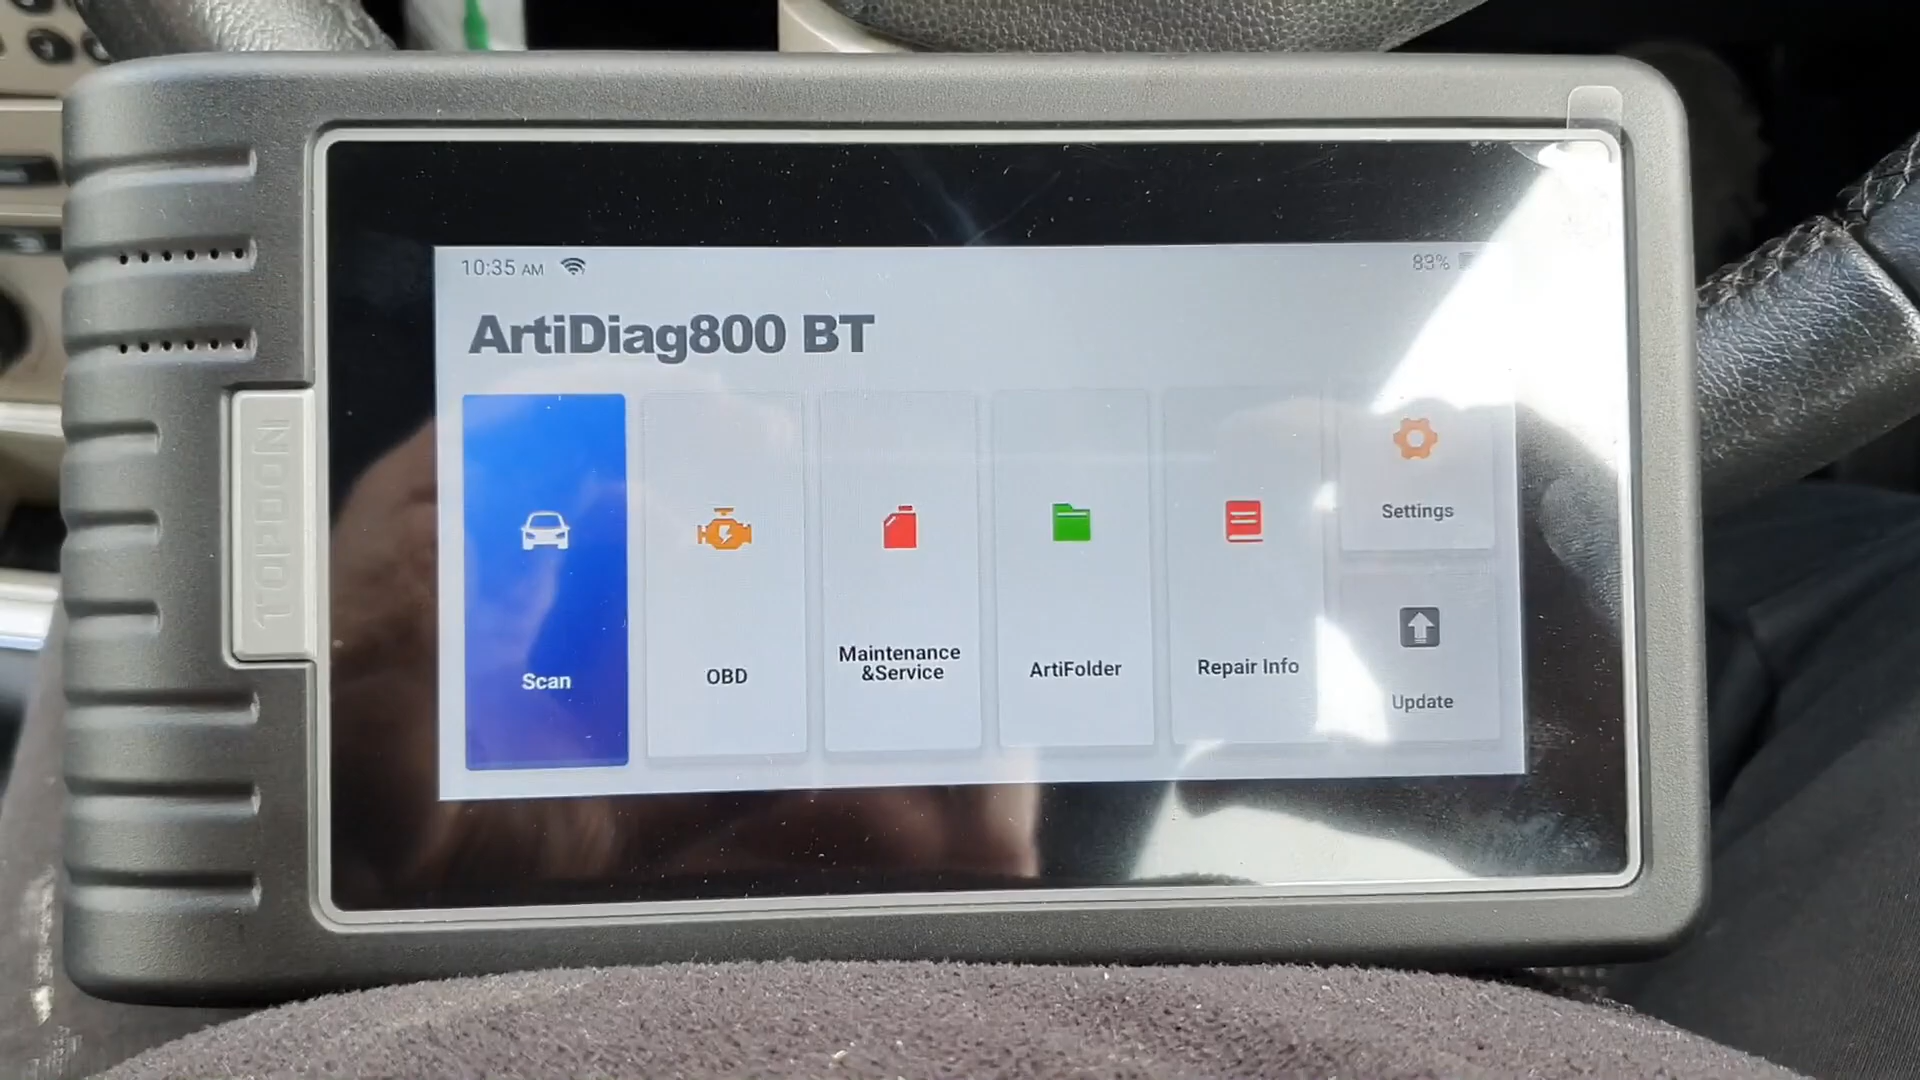 10:35 AM
83%
ArtiDiag800 BT
TOPDON
Scan
OBD
Maintenance
&Service
ArtiFolder
Repair Info
Settings
Update